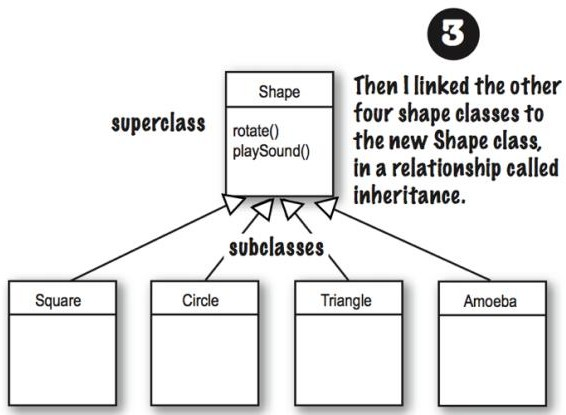 3
Then I linked the other
four shape classes to
the new Shape class,
in a relationship called
inheritance.
superclass
Shape
rotate()
playSound()
subclasses
Square
Circle
Triangle
Amoeba